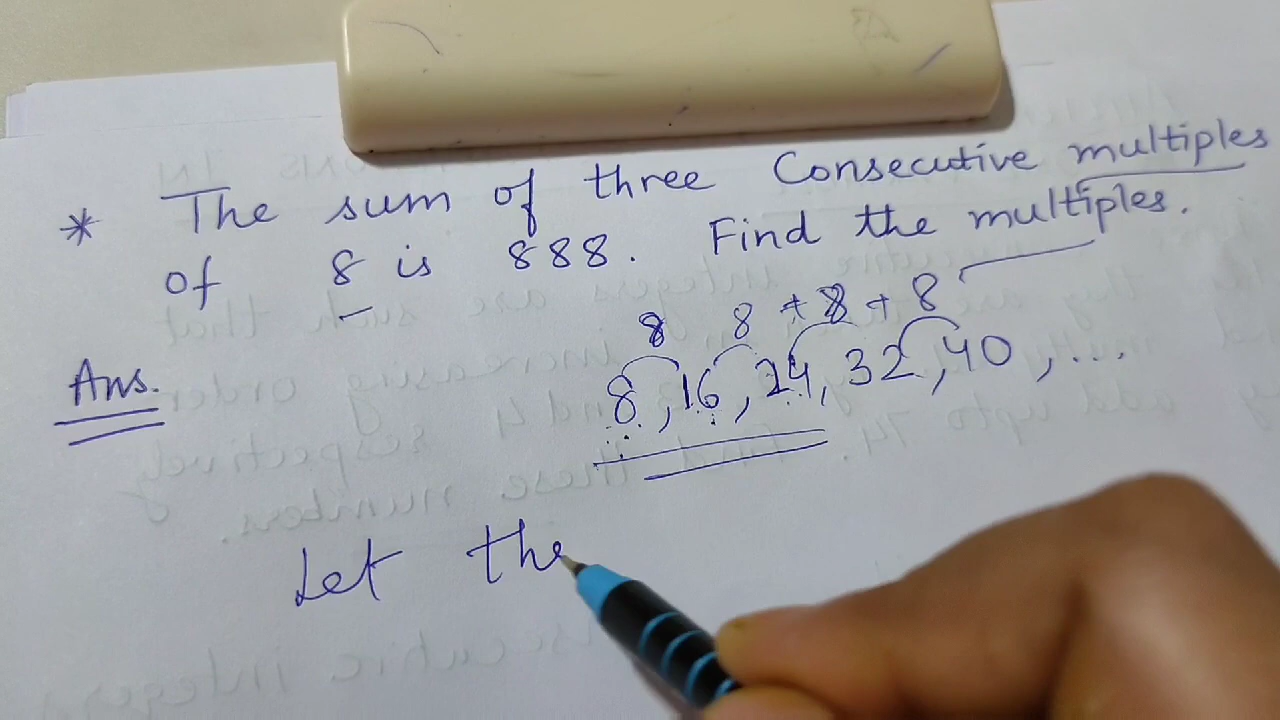 * The sum of three Consecutive multiples
of 8 is 888. Find the multiples.
8 8 + 8 + 8
Ans. 8, 16, 24, 32, 40, ...
Let the